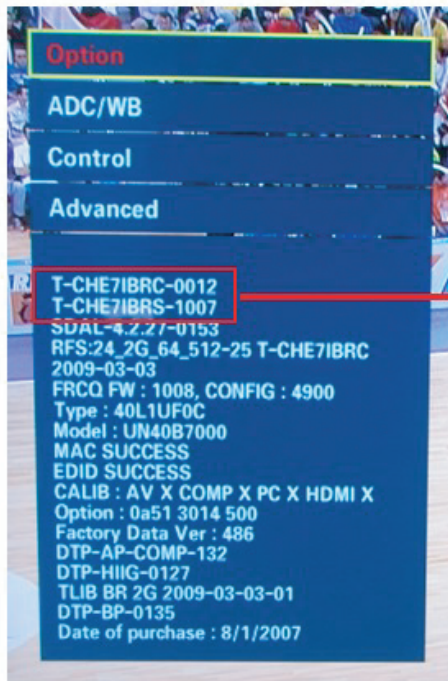 Option
ADC/WB
Control
Advanced
T-CHE7IBRC-0012
T-CHE7IBRS-1007
SDAL-4.2.27-0153
RFS:24_2G_64_512-25 T-CHE7IBRC
2009-03-03
FRCQ FW : 1008, CONFIG : 4900
Type : 40L1UF0C
Model : UN40B7000
MAC SUCCESS
EDID SUCCESS
CALIB : AV X COMP X PC X HDMI X
Option : 0a51 3014 500
Factory Data Ver : 486
DTP-AP-COMP-132
DTP-HIIG-0127
TLIB BR 2G 2009-03-03-01
DTP-BP-0135
Date of purchase : 8/1/2007